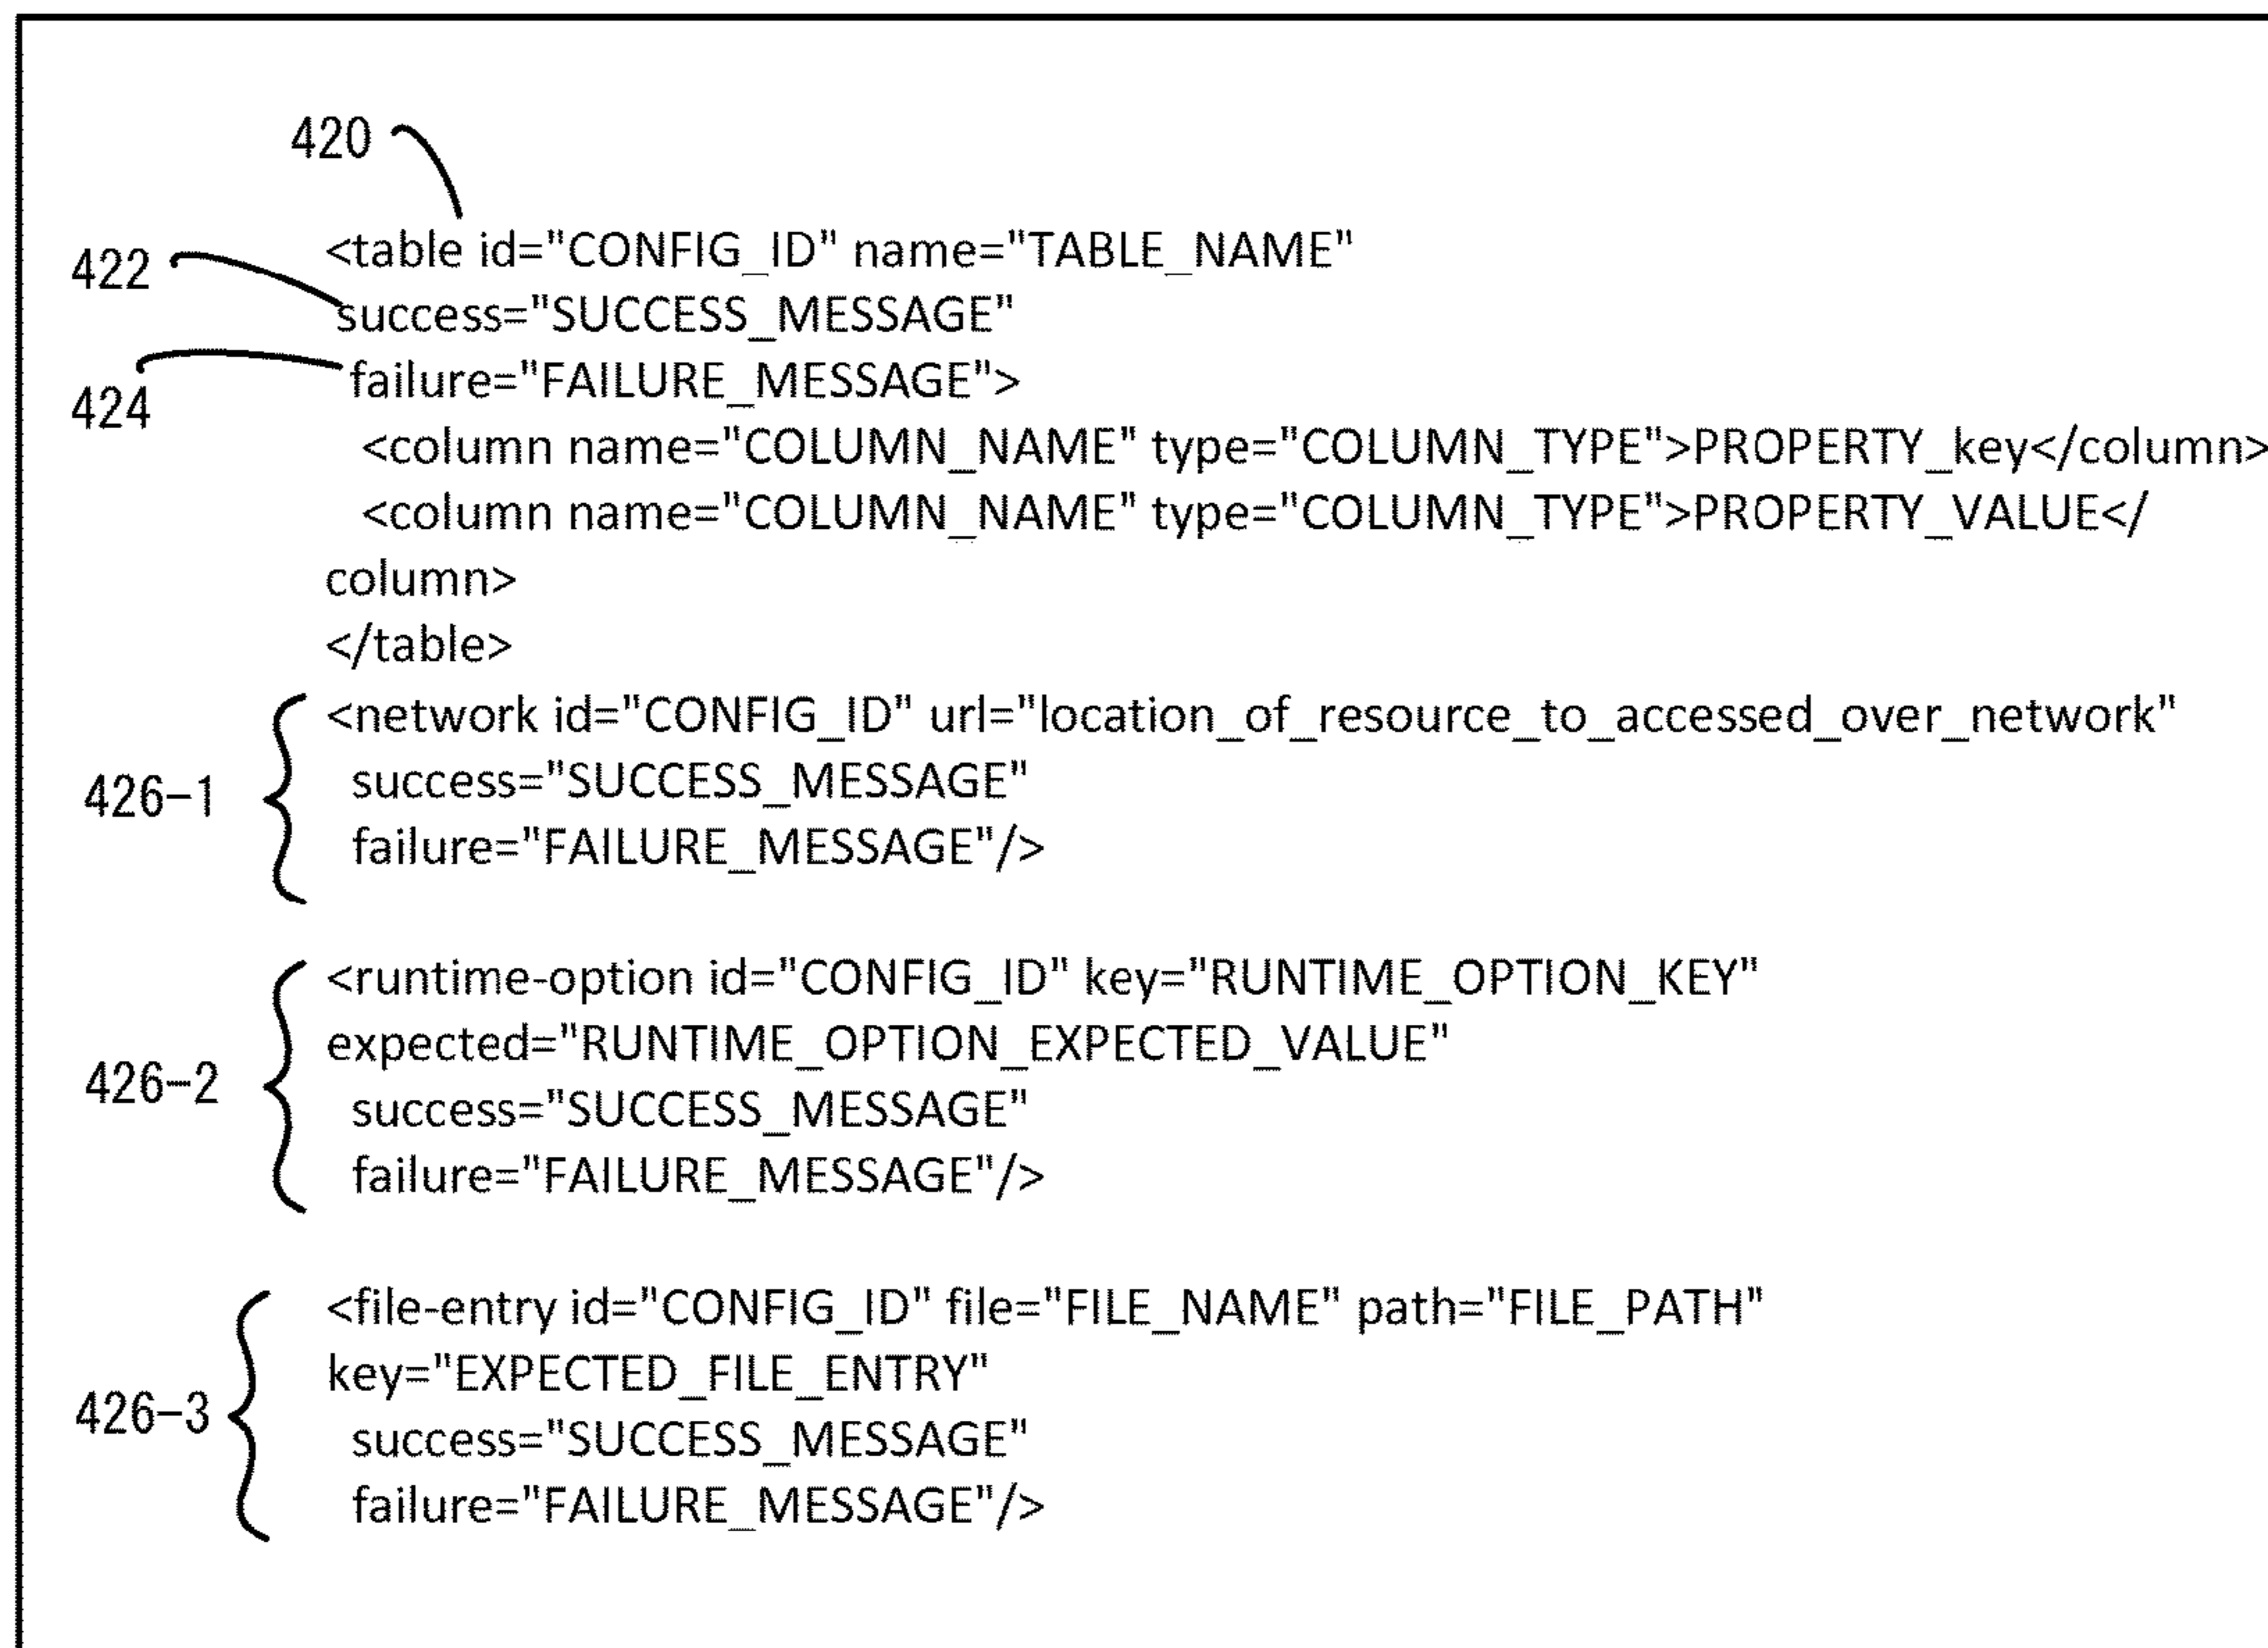 420
<table id="CONFIG_ID" name="TABLE_NAME"
422
success="SUCCESS_MESSAGE"
failure="FAILURE_MESSAGE">
424
<column name="COLUMN_NAME" type="COLUMN_TYPE">PROPERTY_key</column>
<column name="COLUMN_NAME" type="COLUMN_TYPE">PROPERTY_VALUE</
column>
</table>
<network id="CONFIG_ID" url="location_of_resource_to_accessed_over_network"
426-1
success="SUCCESS_MESSAGE"
failure="FAILURE_MESSAGE"/>
<runtime-option id="CONFIG_ID" key="RUNTIME_OPTION_KEY"
expected="RUNTIME_OPTION_EXPECTED_VALUE"
426-2
success="SUCCESS_MESSAGE"
failure="FAILURE_MESSAGE"/>
<file-entry id="CONFIG_ID" file="FILE_NAME" path="FILE_PATH"
key="EXPECTED_FILE_ENTRY"
426-3
success="SUCCESS_MESSAGE"
failure="FAILURE_MESSAGE"/>